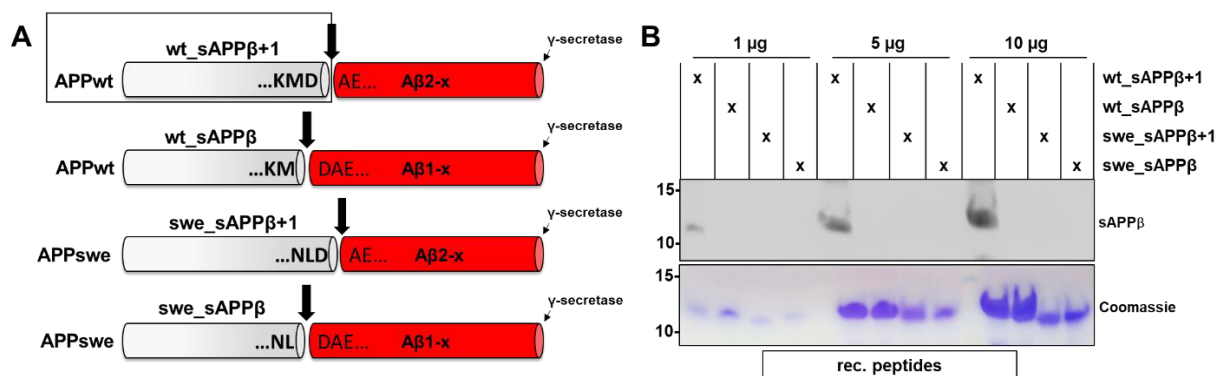 A
wt_sAPPβ+1
γ-secretase
APPwt
...KMD
AE...
Aβ2-x
wt_sAPPβ
γ-secretase
APPwt
...KM
DAE...
Aβ1-x
swe_sAPPβ+1
γ-secretase
APPswe
...NLD
AE...
Aβ2-x
swe_sAPPβ
γ-secretase
APPswe
...NL
DAE...
Aβ1-x
B
1 µg 5 µg 10 µg
x x x wt_sAPPβ+1
x x x wt_sAPPβ
x x x swe_sAPPβ+1
x x x swe_sAPPβ
15
sAPPβ
10
15
Coomassie
10
rec. peptides